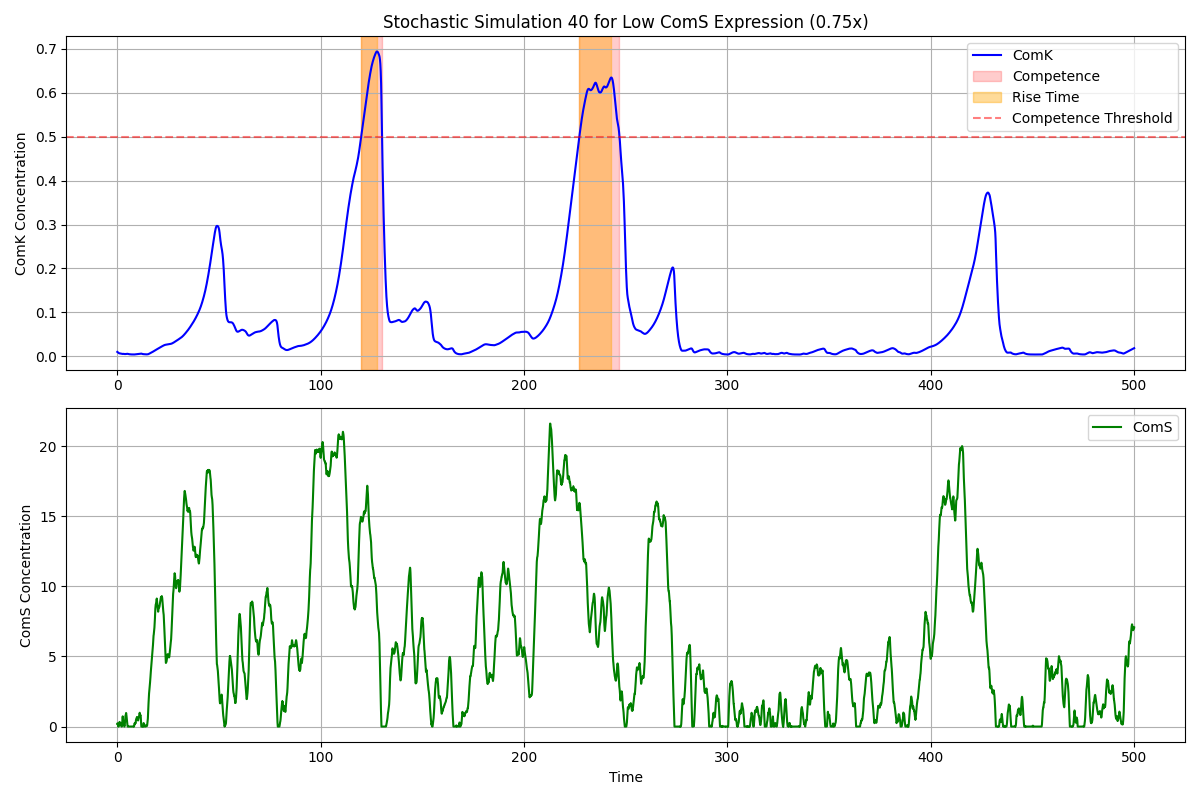 Stochastic Simulation 40 for Low ComS Expression (0.75x)
ComK Concentration
0.7
0.6
0.5
0.4
0.3
0.2
0.1
0.0
ComK
Competence
Rise Time
Competence Threshold
0 100 200 300 400 500
ComS Concentration
20
15
10
5
0
ComS
0 100 200 300 400 500
Time